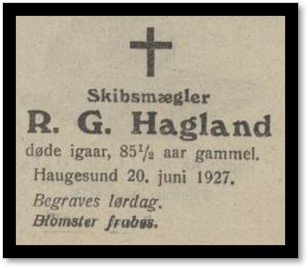 Skibsmægler
R. G. Hagland
døde igaar, 85½ aar gammel.
Haugesund 20. juni 1927.
Begraves lørdag.
Blomster frabes.